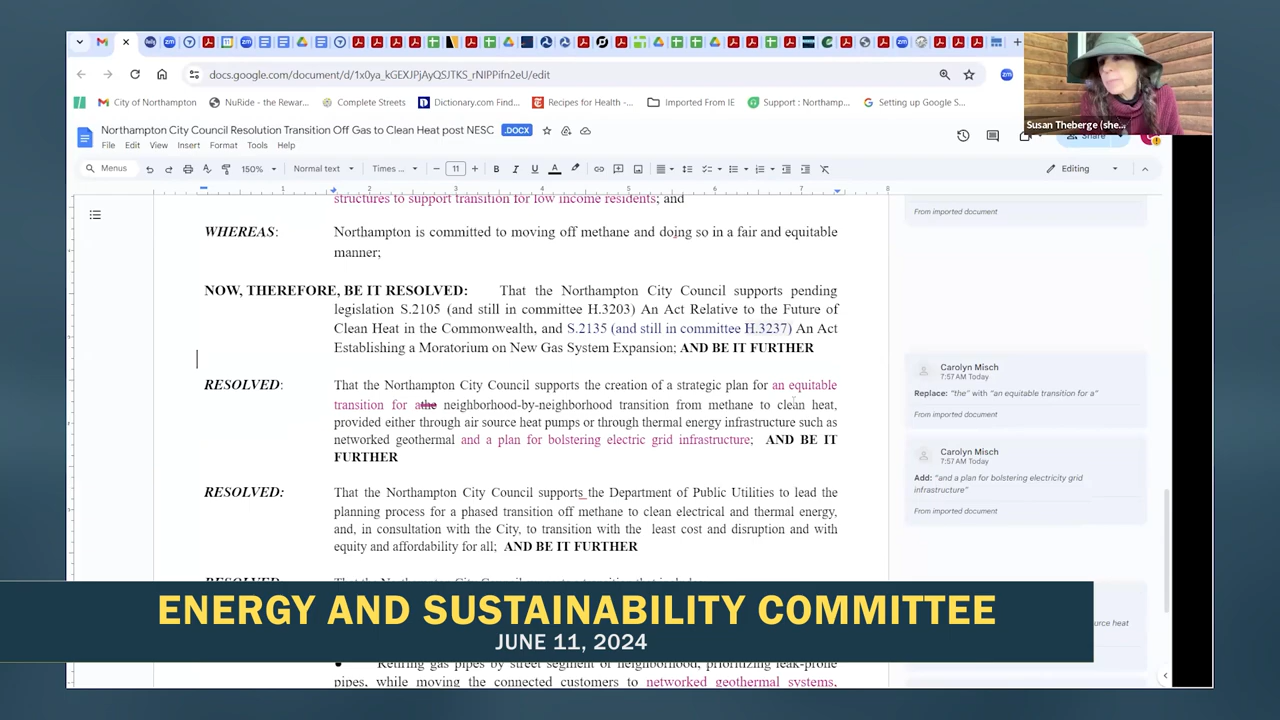 docs.google.com/document/d/1x0ya_kGEXJPjAyQSJTKS_rNIPPifn2eU/edit
City of Northampton
NuRide - the Rewar...
Complete Streets
Dictionary.com Find...
Recipes for Health -...
Imported From IE
Support : Northamp...
Setting up Google S...
Susan Theberge (she...
Northampton City Council Resolution Transition Off Gas to Clean Heat post NESC
.DOCX
Share
File Edit View Insert Format Tools Help
Menus
150%
Normal text
Times ...
11
B I U A
Editing
1 2 3 4 5 6 7 8
structures to support transition for low income residents; and
From imported document
WHEREAS: Northampton is committed to moving off methane and doing so in a fair and equitable
manner;
NOW, THEREFORE, BE IT RESOLVED: That the Northampton City Council supports pending
legislation S.2105 (and still in committee H.3203) An Act Relative to the Future of
Clean Heat in the Commonwealth, and S.2135 (and still in committee H.3237) An Act
Establishing a Moratorium on New Gas System Expansion; AND BE IT FURTHER
RESOLVED: That the Northampton City Council supports the creation of a strategic plan for an equitable
transition for athe neighborhood-by-neighborhood transition from methane to clean heat,
provided either through air source heat pumps or through thermal energy infrastructure such as
networked geothermal and a plan for bolstering electric grid infrastructure; AND BE IT
FURTHER
Carolyn Misch
7:57 AM Today
Replace: "the" with "an equitable transition for a"
From imported document
Carolyn Misch
7:57 AM Today
Add: "and a plan for bolstering electricity grid
infrastructure"
From imported document
RESOLVED: That the Northampton City Council supports the Department of Public Utilities to lead the
planning process for a phased transition off methane to clean electrical and thermal energy,
and, in consultation with the City, to transition with the least cost and disruption and with
equity and affordability for all; AND BE IT FURTHER
ENERGY AND SUSTAINABILITY COMMITTEE
JUNE 11, 2024
urce heat
Retiring gas pipes by street segment or neighborhood, prioritizing leak-prone
pipes, while moving the connected customers to networked geothermal systems,